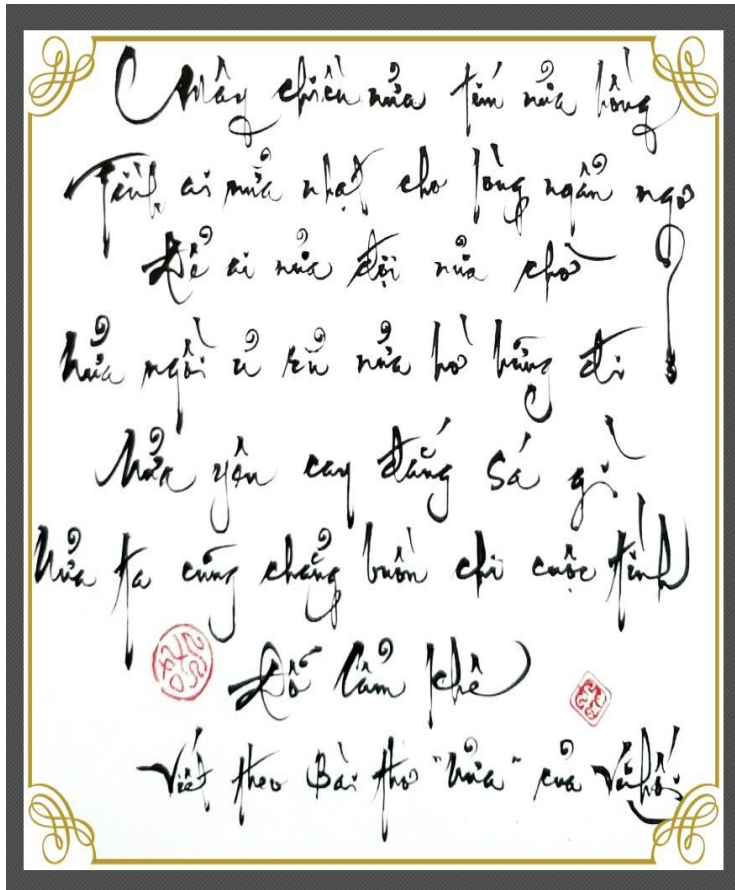 Mây chiều nửa tím nửa hồng
Tình ai nửa nhạt cho lòng ngẩn ngơ
Để ai nửa đợi nửa chờ
Nửa ngồi ủ rũ nửa hờ hững đi
Nửa yên cay đắng sá gì
Nửa ta cũng chẳng buồn chi cuộc tình
Đỗ Cẩm Khê
Viết theo Bài thơ "Nửa" của